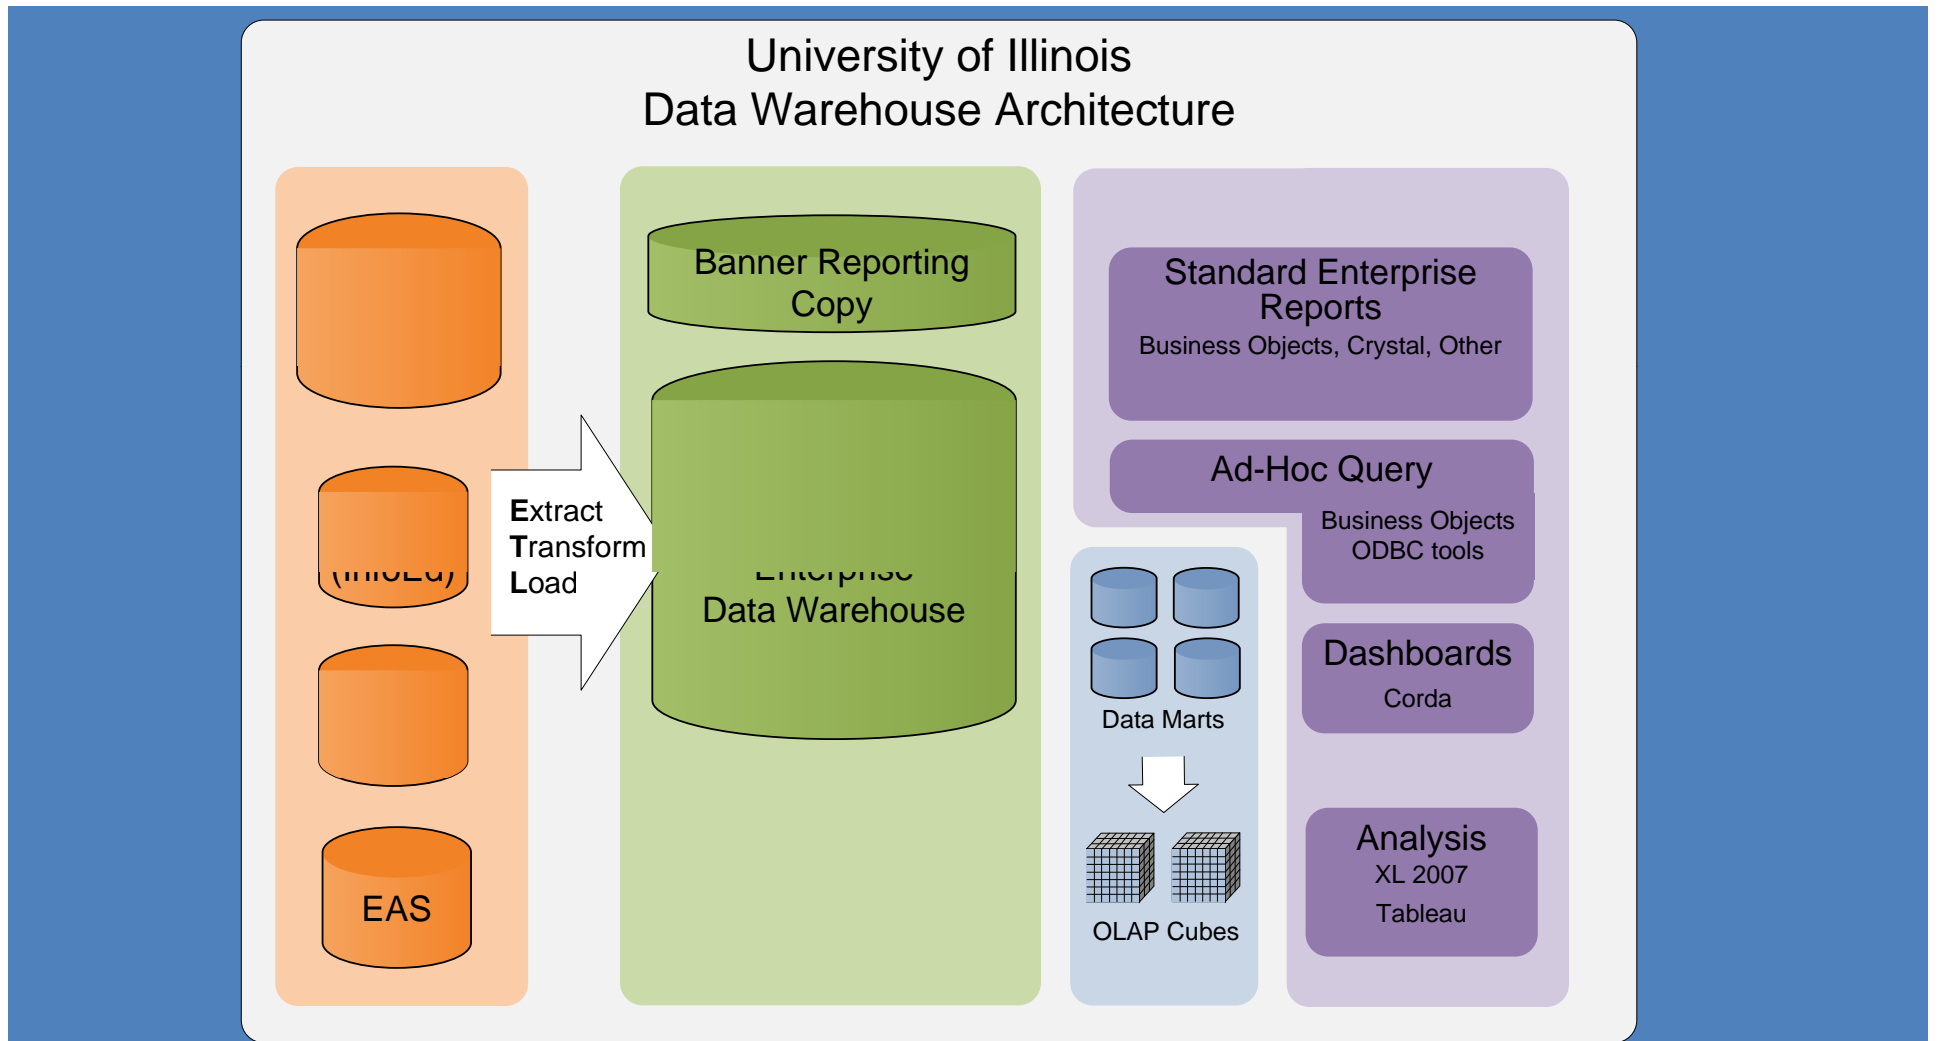 University of Illinois
Data Warehouse Architecture
EAS
Extract
Transform
Load
Banner Reporting
Copy
Enterprise
Data Warehouse
Standard Enterprise
Reports
Business Objects, Crystal, Other
Ad-Hoc Query
Business Objects
ODBC tools
Dashboards
Corda
Analysis
XL 2007
Tableau
Data Marts
OLAP Cubes